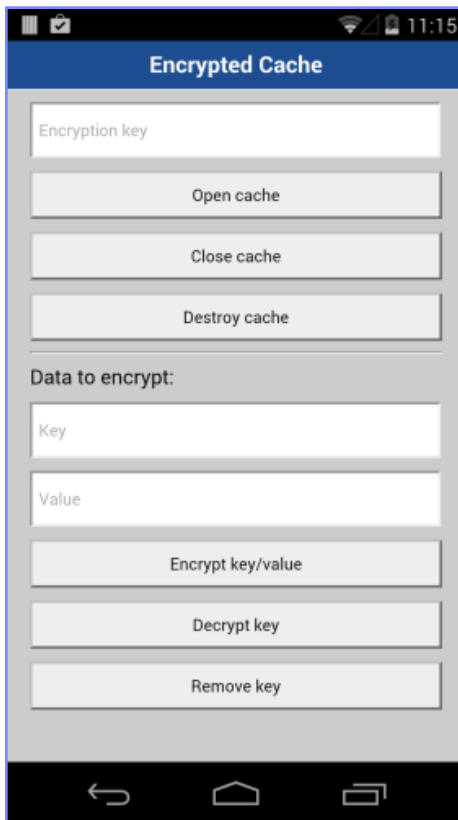 11:15
Encrypted Cache
Encryption key
Open cache
Close cache
Destroy cache
Data to encrypt:
Key
Value
Encrypt key/value
Decrypt key
Remove key